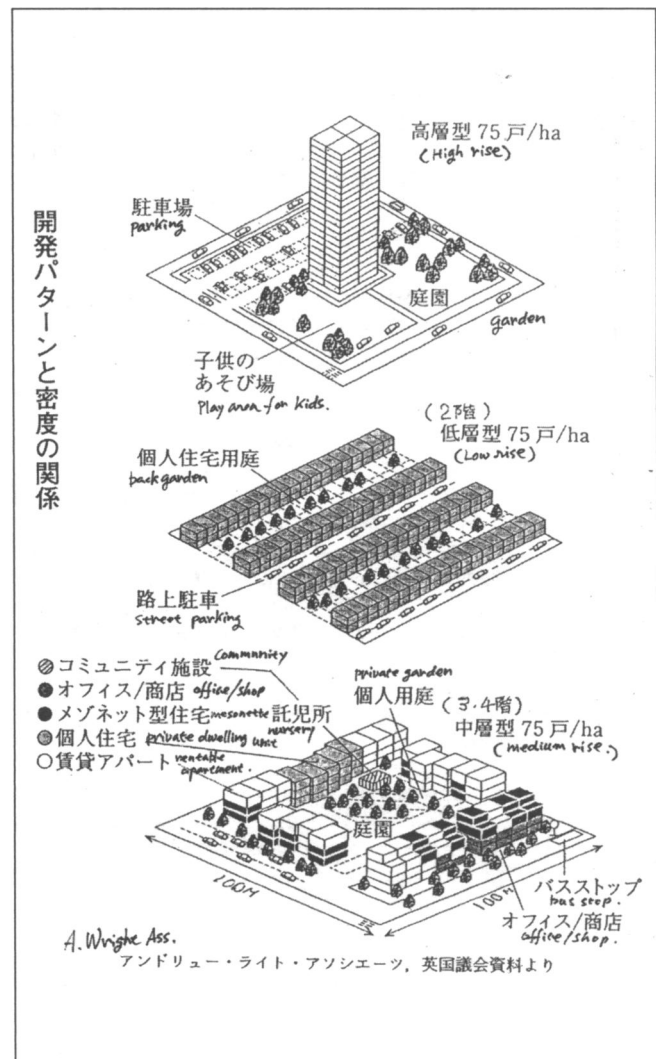 開発パターンと密度の関係
高層型 75戸/ha
(High rise)
駐車場
parking
庭園
garden
子供の
あそび場
Play area for kids.
(2階)
低層型 75戸/ha
(Low rise)
個人住宅用庭
back garden
路上駐車
street parking
コミュニティ施設 community
オフィス/商店 office/shop
メゾネット型住宅 mesonette
個人住宅 private dwelling unit
賃貸アパート rentable apartement.
託児所
nursery
private garden
個人用庭
(3.4階)
中層型 75戸/ha
(medium rise.)
庭園
100M
100M
バスストップ
bus stop.
オフィス/商店
office/shop.
A. Wrighe Ass.
アンドリュー・ライト・アソシエーツ, 英国議会資料より